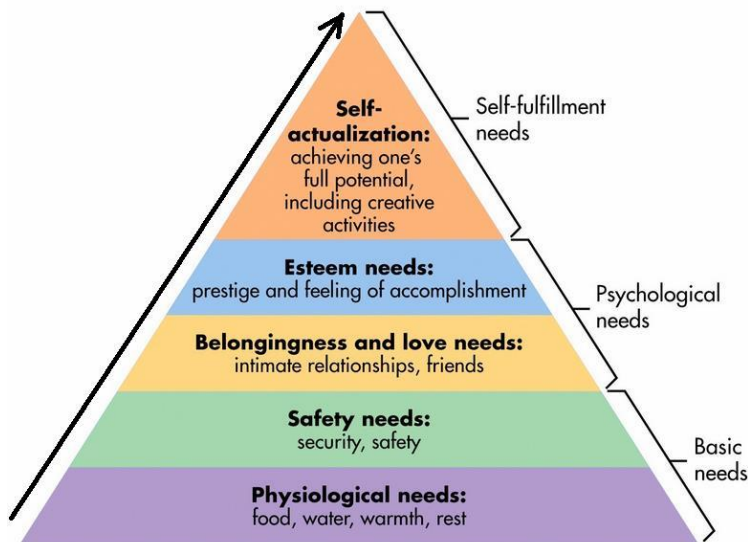 Self-
actualization:
achieving one's
full potential,
including creative
activities
Self-fulfillment
needs
Esteem needs:
prestige and feeling of accomplishment
Belongingness and love needs:
intimate relationships, friends
Psychological
needs
Safety needs:
security, safety
Physiological needs:
food, water, warmth, rest
Basic
needs